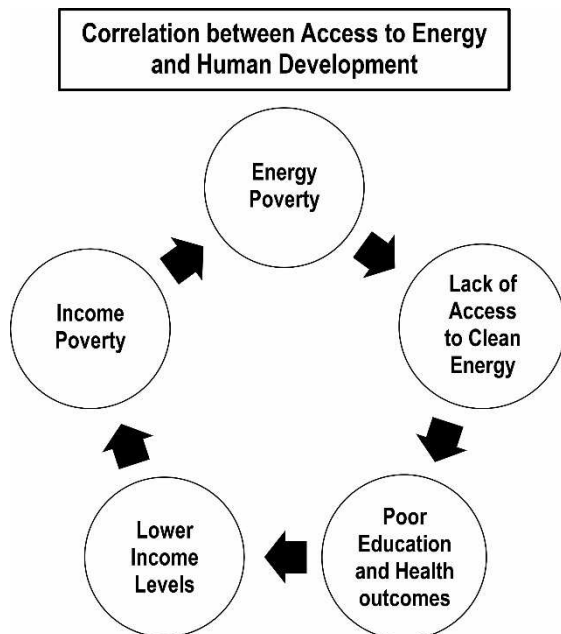 Correlation between Access to Energy
and Human Development
Energy
Poverty
Lack of
Access
to Clean
Energy
Poor
Education
and Health
outcomes
Lower
Income
Levels
Income
Poverty